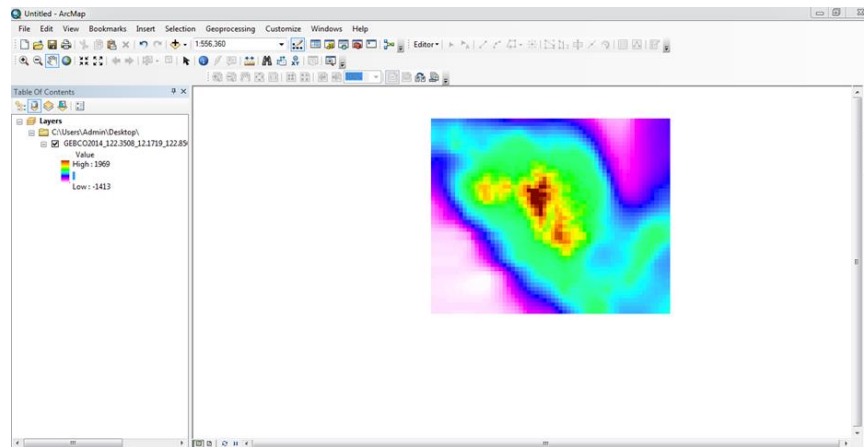 Untitled - ArcMap
File Edit View Bookmarks Insert Selection Geoprocessing Customize Windows Help
1:556,360 Editor
Table Of Contents
Layers
C:\Users\Admin\Desktop\
GEBCO2014_122.3508_12.1719_122.85
Value
High : 1969
Low : -1413